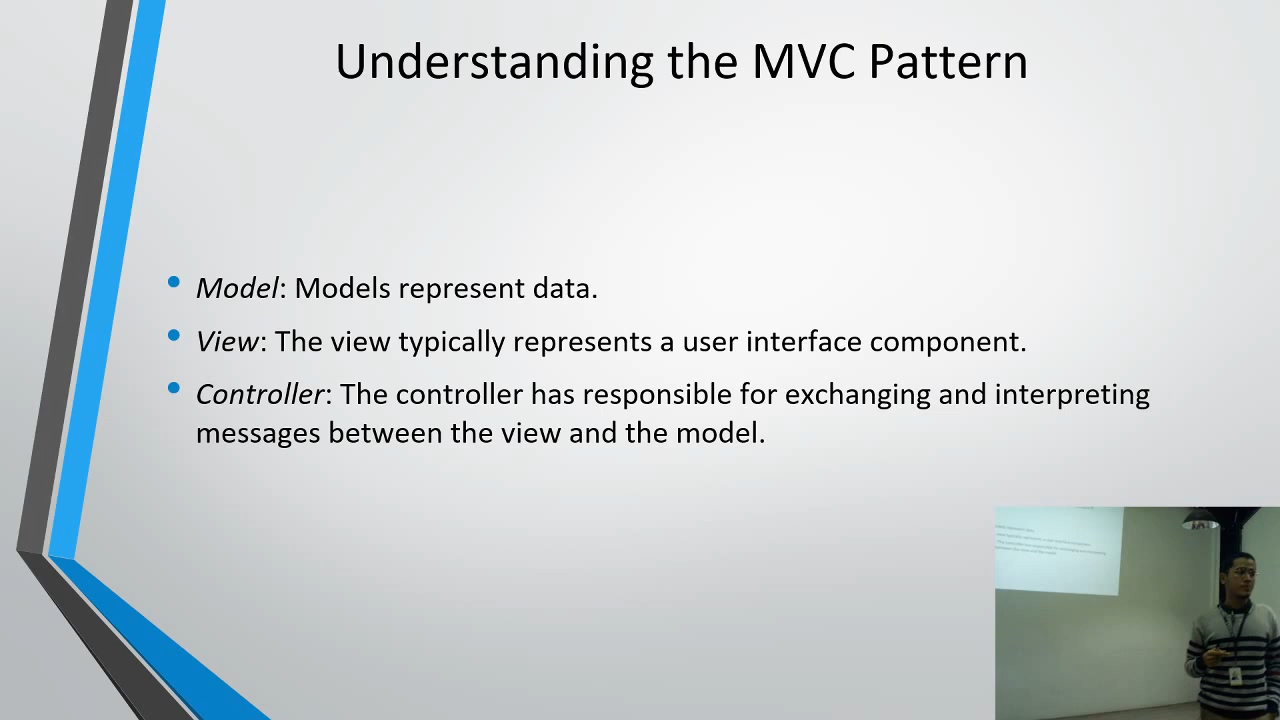 Understanding the MVC Pattern
• Model: Models represent data.
• View: The view typically represents a user interface component.
• Controller: The controller has responsible for exchanging and interpreting
messages between the view and the model.